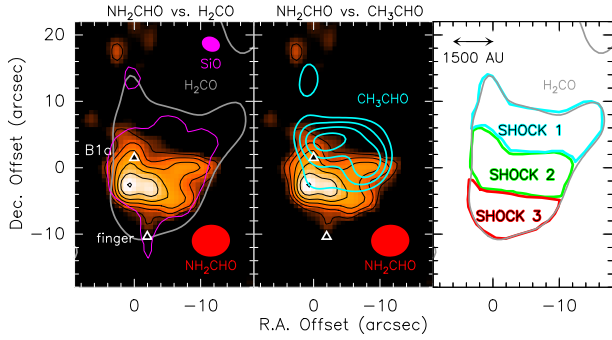 NH₂CHO vs. H₂CO
NH₂CHO vs. CH₃CHO
20
10
0
−10
Dec. Offset (arcsec)
SiO
H₂CO
B1a
finger
NH₂CHO
CH₃CHO
NH₂CHO
1500 AU
H₂CO
SHOCK 1
SHOCK 2
SHOCK 3
0 −10
0 −10
0 −10
R.A. Offset (arcsec)